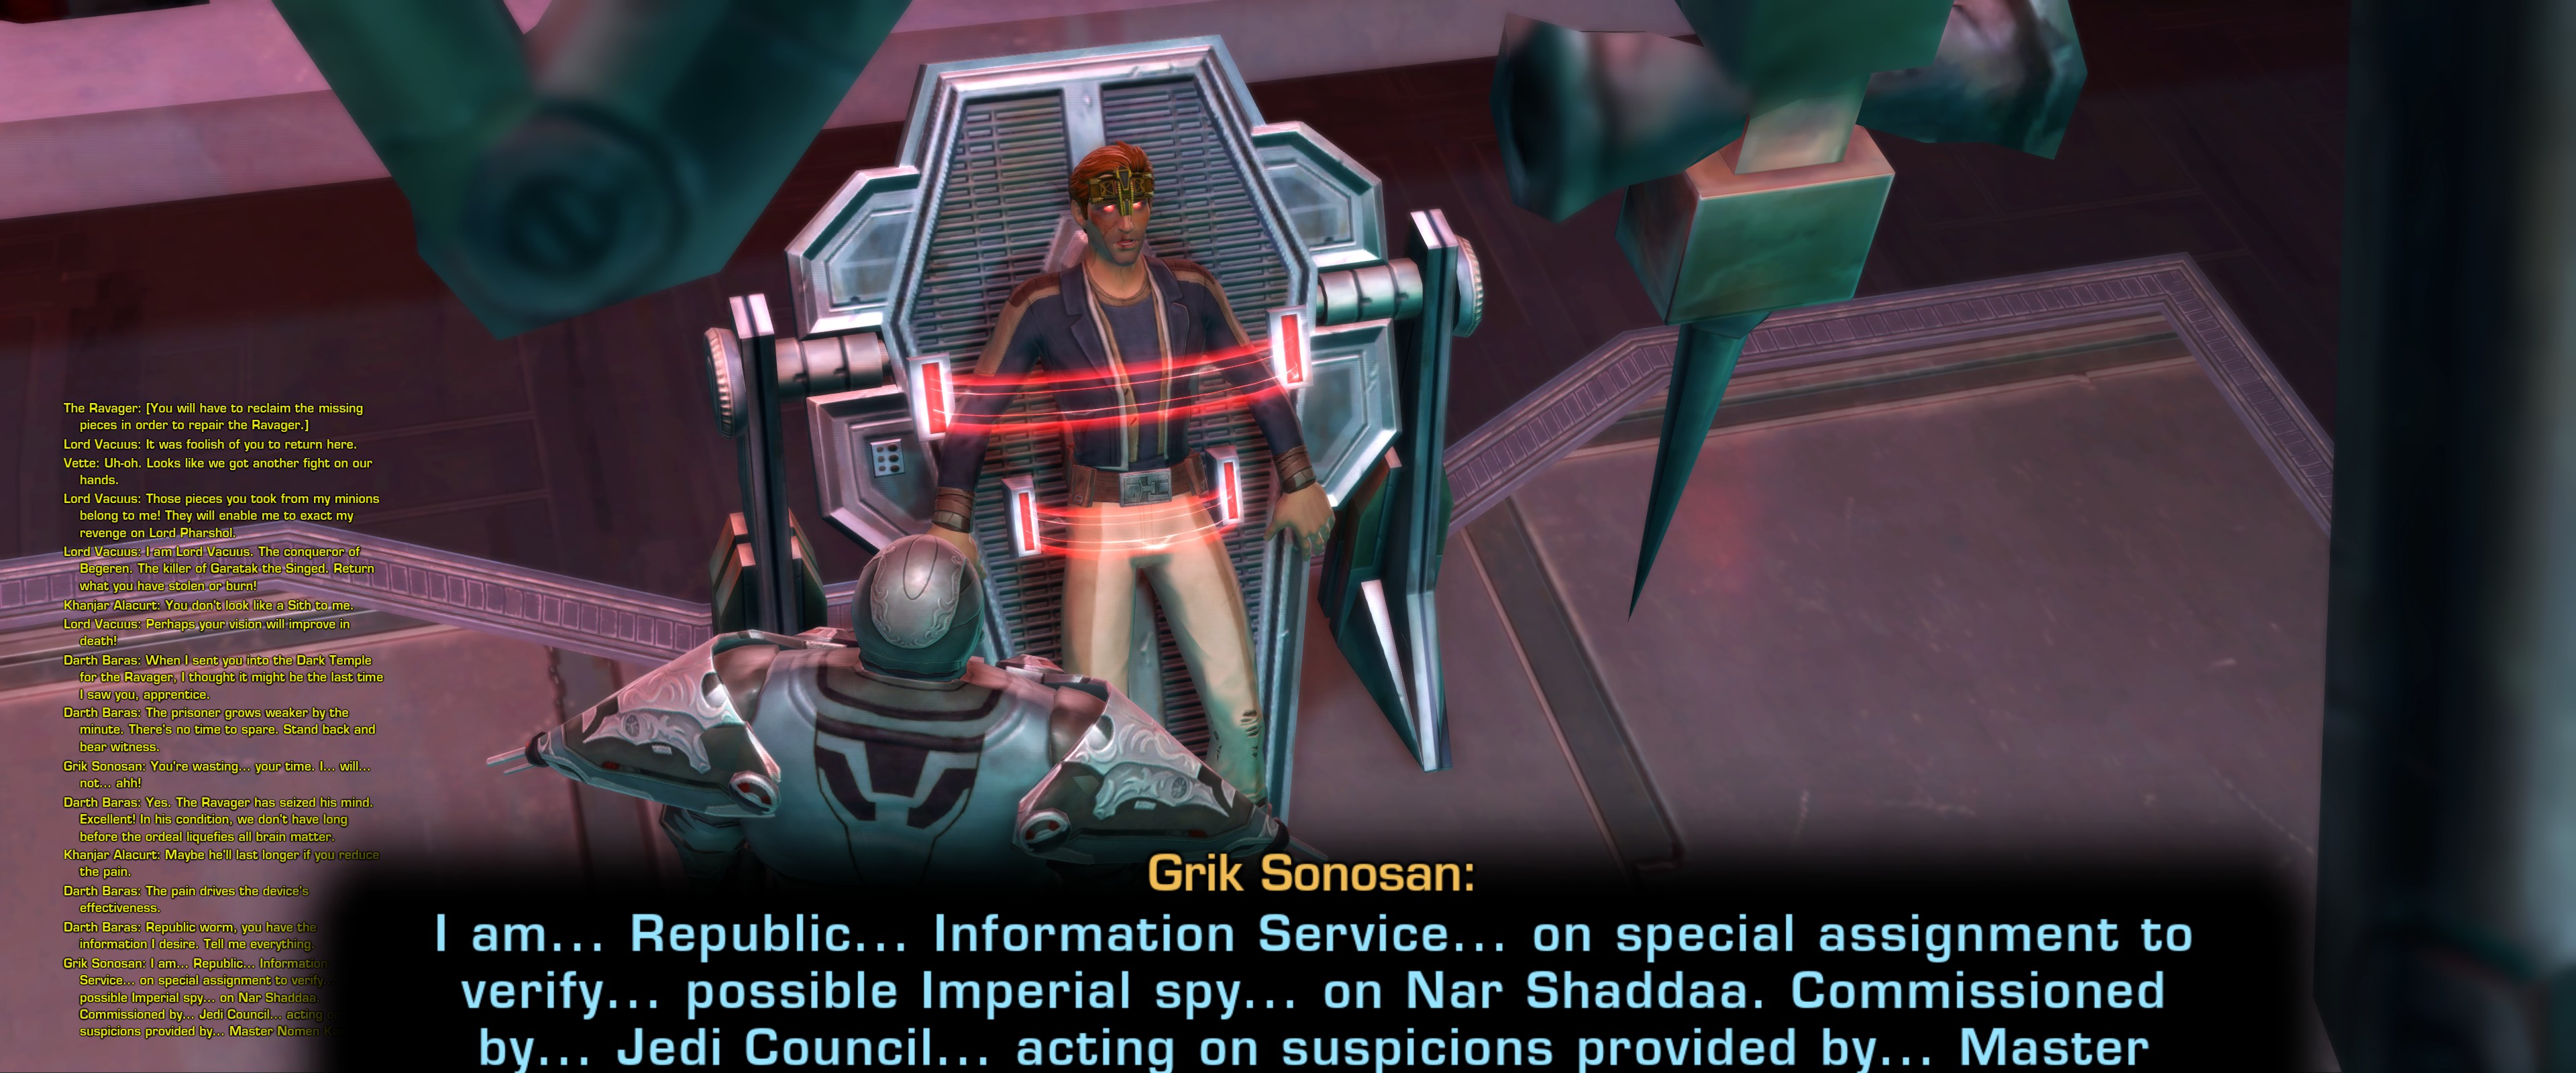 The Ravager: [You will have to reclaim the missing
pieces in order to repair the Ravager.]
Lord Vacuus: It was foolish of you to return here.
Vette: Uh-oh. Looks like we got another fight on our
hands.
Lord Vacuus: Those pieces you took from my minions
belong to me! They will enable me to exact my
revenge on Lord Pharshol.
Lord Vacuus: I am Lord Vacuus. The conqueror of
Begeren. The killer of Garatak the Singed. Return
what you have stolen or burn!
Khanjar Alacurt: You don't look like a Sith to me.
Lord Vacuus: Perhaps your vision will improve in
death!
Darth Baras: When I sent you into the Dark Temple
for the Ravager, I thought it might be the last time
I saw you, apprentice.
Darth Baras: The prisoner grows weaker by the
minute. There's no time to spare. Stand back and
bear witness.
Grik Sonosan: You're wasting... your time. I... will...
not... ahh!
Darth Baras: Yes. The Ravager has seized his mind.
Excellent! In his condition, we don't have long
before the ordeal liquefies all brain matter.
Khanjar Alacurt: Maybe he'll last longer if you reduce
the pain.
Darth Baras: The pain drives the device's
effectiveness.
Darth Baras: Republic worm, you have the
information I desire. Tell me everything.
Grik Sonosan: I am... Republic... Information
Service... on special assignment to verify...
possible Imperial spy... on Nar Shaddaa.
Commissioned by... Jedi Council... acting
suspicions provided by... Master Nomen
Grik Sonosan:
I am... Republic... Information Service... on special assignment to
verify... possible Imperial spy... on Nar Shaddaa. Commissioned
by... Jedi Council... acting on suspicions provided by... Master